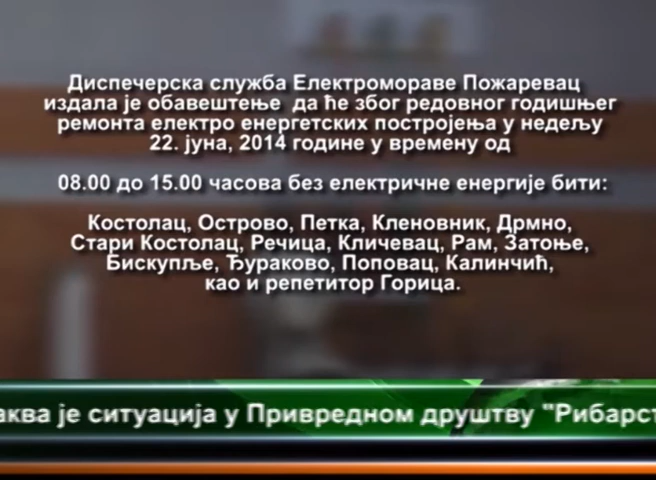 Диспечерска служба Електромораве Пожаревац
издала је обавештење да ће због редовног годишњег
ремонта електро енергетских постројења у недељу
22. јуна, 2014 године у времену од
08.00 до 15.00 часова без електричне енергије бити:
Костолац, Острово, Петка, Кленовник, Дрмно,
Стари Костолац, Речица, Кличевац, Рам, Затоње,
Бискупље, Ђураково, Поповац, Калинчић,
као и репетитор Горица.
је ситуација у Привредном друштву